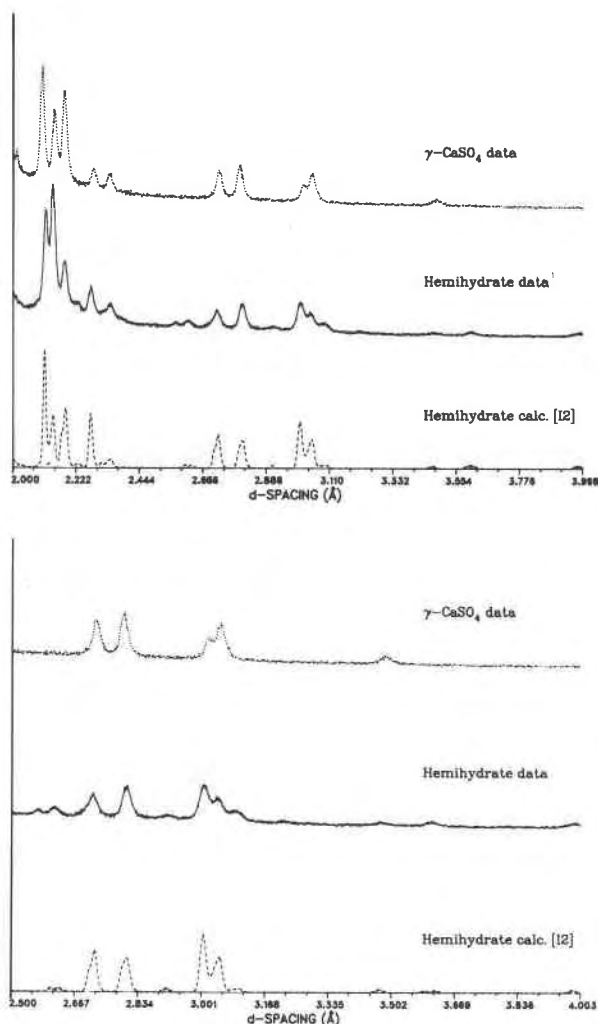 γ-CaSO₄ data
Hemihydrate data
Hemihydrate calc. [12]
2.000 2.222 2.444 2.666 2.888 3.110 3.332 3.554 3.776 3.998
d-SPACING (Å)
γ-CaSO₄ data
Hemihydrate data
Hemihydrate calc. [12]
2.500 2.667 2.834 3.001 3.168 3.335 3.502 3.669 3.836 4.003
d-SPACING (Å)